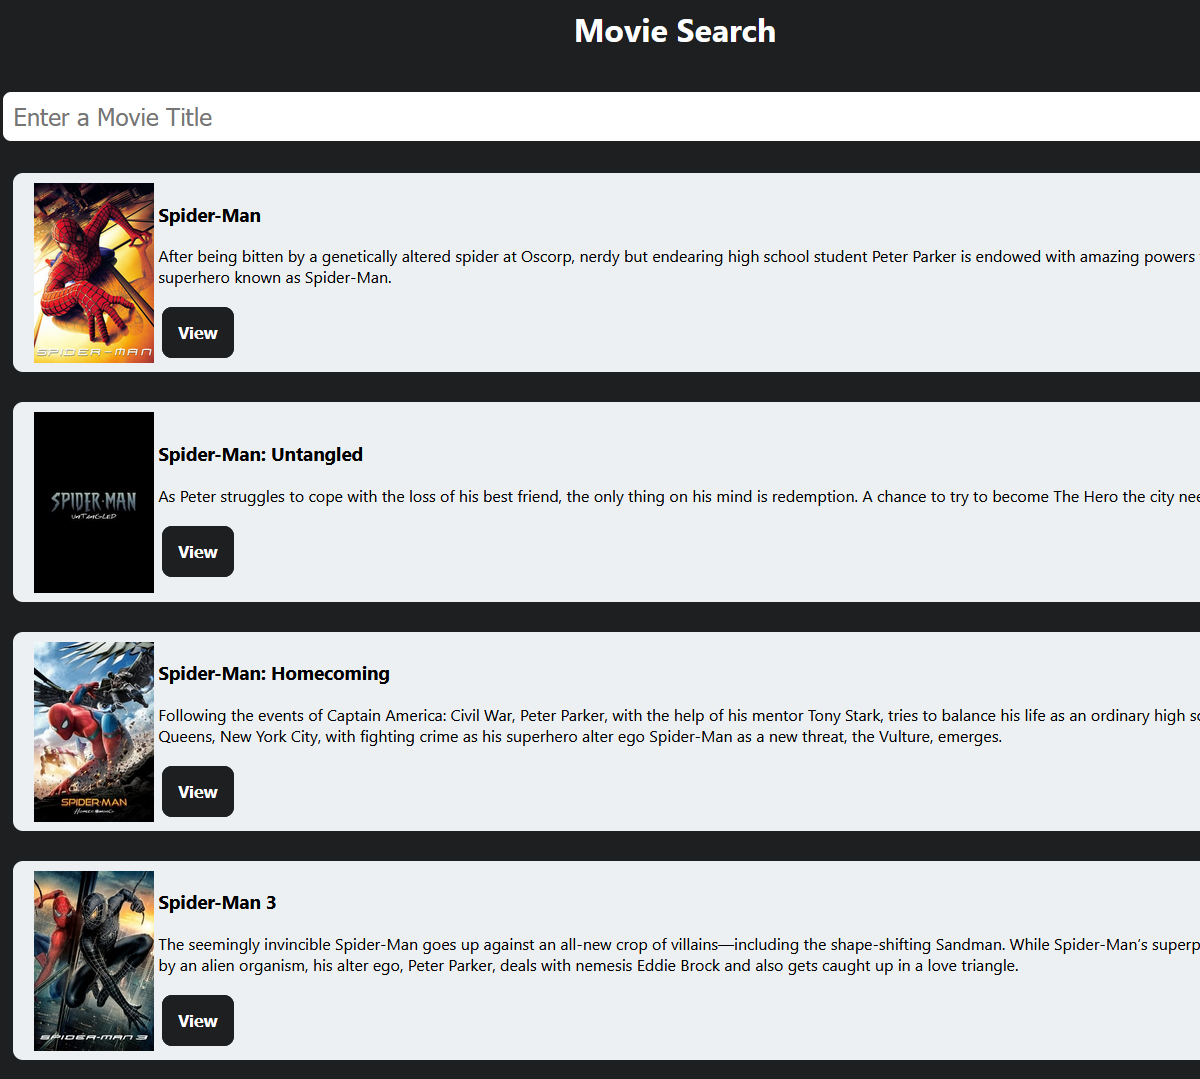 Movie Search
Enter a Movie Title
SPIDER-MAN
Spider-Man
After being bitten by a genetically altered spider at Oscorp, nerdy but endearing high school student Peter Parker is endowed with amazing powers
superhero known as Spider-Man.
View
SPIDER-MAN
UNTANGLED
Spider-Man: Untangled
As Peter struggles to cope with the loss of his best friend, the only thing on his mind is redemption. A chance to try to become The Hero the city
View
SPIDER-MAN
HOMECOMING
Spider-Man: Homecoming
Following the events of Captain America: Civil War, Peter Parker, with the help of his mentor Tony Stark, tries to balance his life as an ordinary high
Queens, New York City, with fighting crime as his superhero alter ego Spider-Man as a new threat, the Vulture, emerges.
View
SPIDER-MAN 3
Spider-Man 3
The seemingly invincible Spider-Man goes up against an all-new crop of villains—including the shape-shifting Sandman. While Spider-Man’s
by an alien organism, his alter ego, Peter Parker, deals with nemesis Eddie Brock and also gets caught up in a love triangle.
View